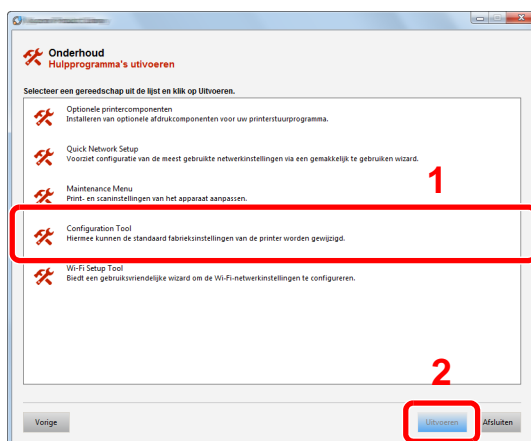 Onderhoud
Hulpprogramma's utivoeren
Selecteer een gereedschap uit de lijst en klik op Uitvoeren.
Optionele printercomponenten
Installeren van optionele afdrukcomponenten voor uw printerstuurprogramma.
Quick Network Setup
Voorziet configuratie van de meest gebruikte netwerkinstellingen via een gemakkelijk te gebruiken wizard.
1
Maintenance Menu
Print- en scaninstellingen van het apparaat aanpassen.
Configuration Tool
Hiermee kunnen de standaard fabrieksinstellingen van de printer worden gewijzigd.
Wi-Fi Setup Tool
Biedt een gebruiksvriendelijke wizard om de Wi-Fi-netwerkinstellingen te configureren.
2
Vorige
Uitvoeren
Afsluiten